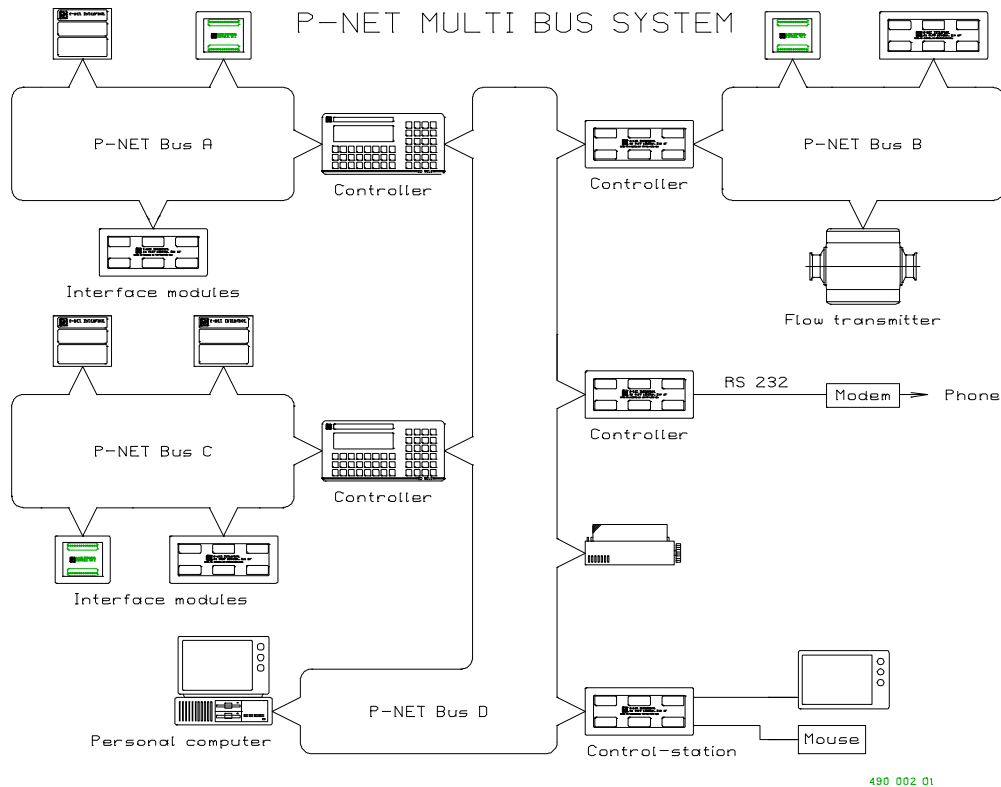 P-NET MULTI BUS SYSTEM
P-NET Bus A
Controller
Interface modules
P-NET Bus B
Controller
Flow transmitter
P-NET Bus C
Controller
Interface modules
RS 232
Modem
Phone
Controller
P-NET Bus D
Personal computer
Control-station
Mouse
490 002 01